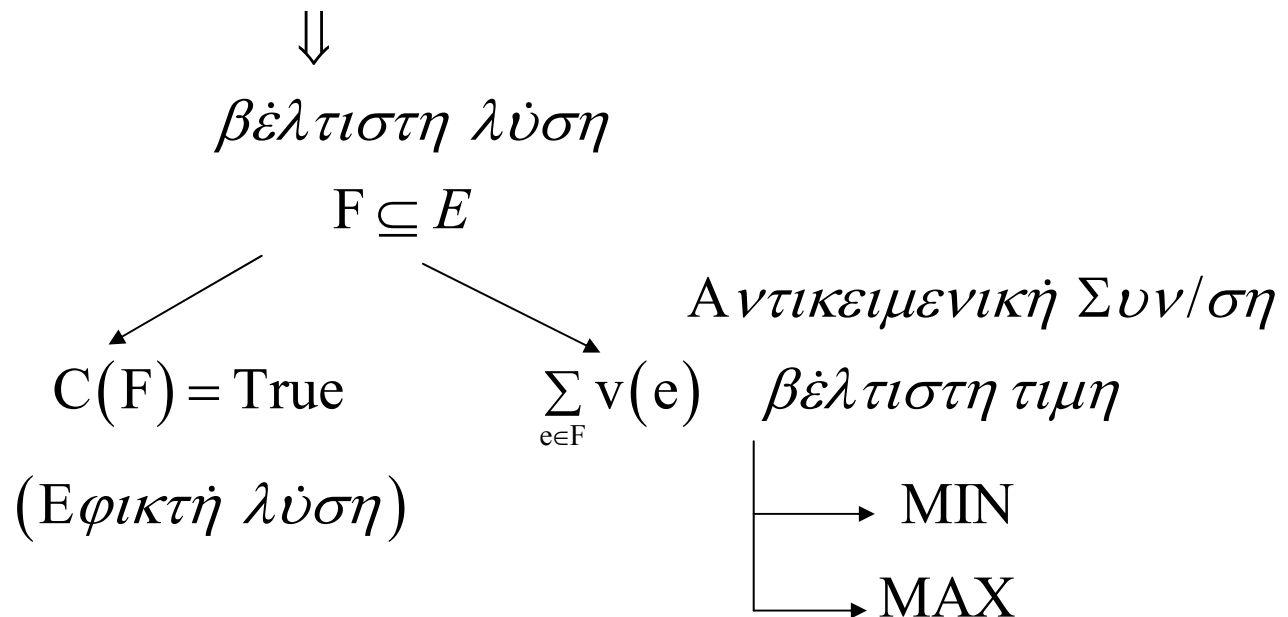 ⇓
βέλτιστη λύση
F ⊆ E
Αντικειμενική Συν/ση
C(F) = True
∑ v(e)
e∈F
βέλτιστη τιμη
(Εφικτή λύση)
MIN
MAX